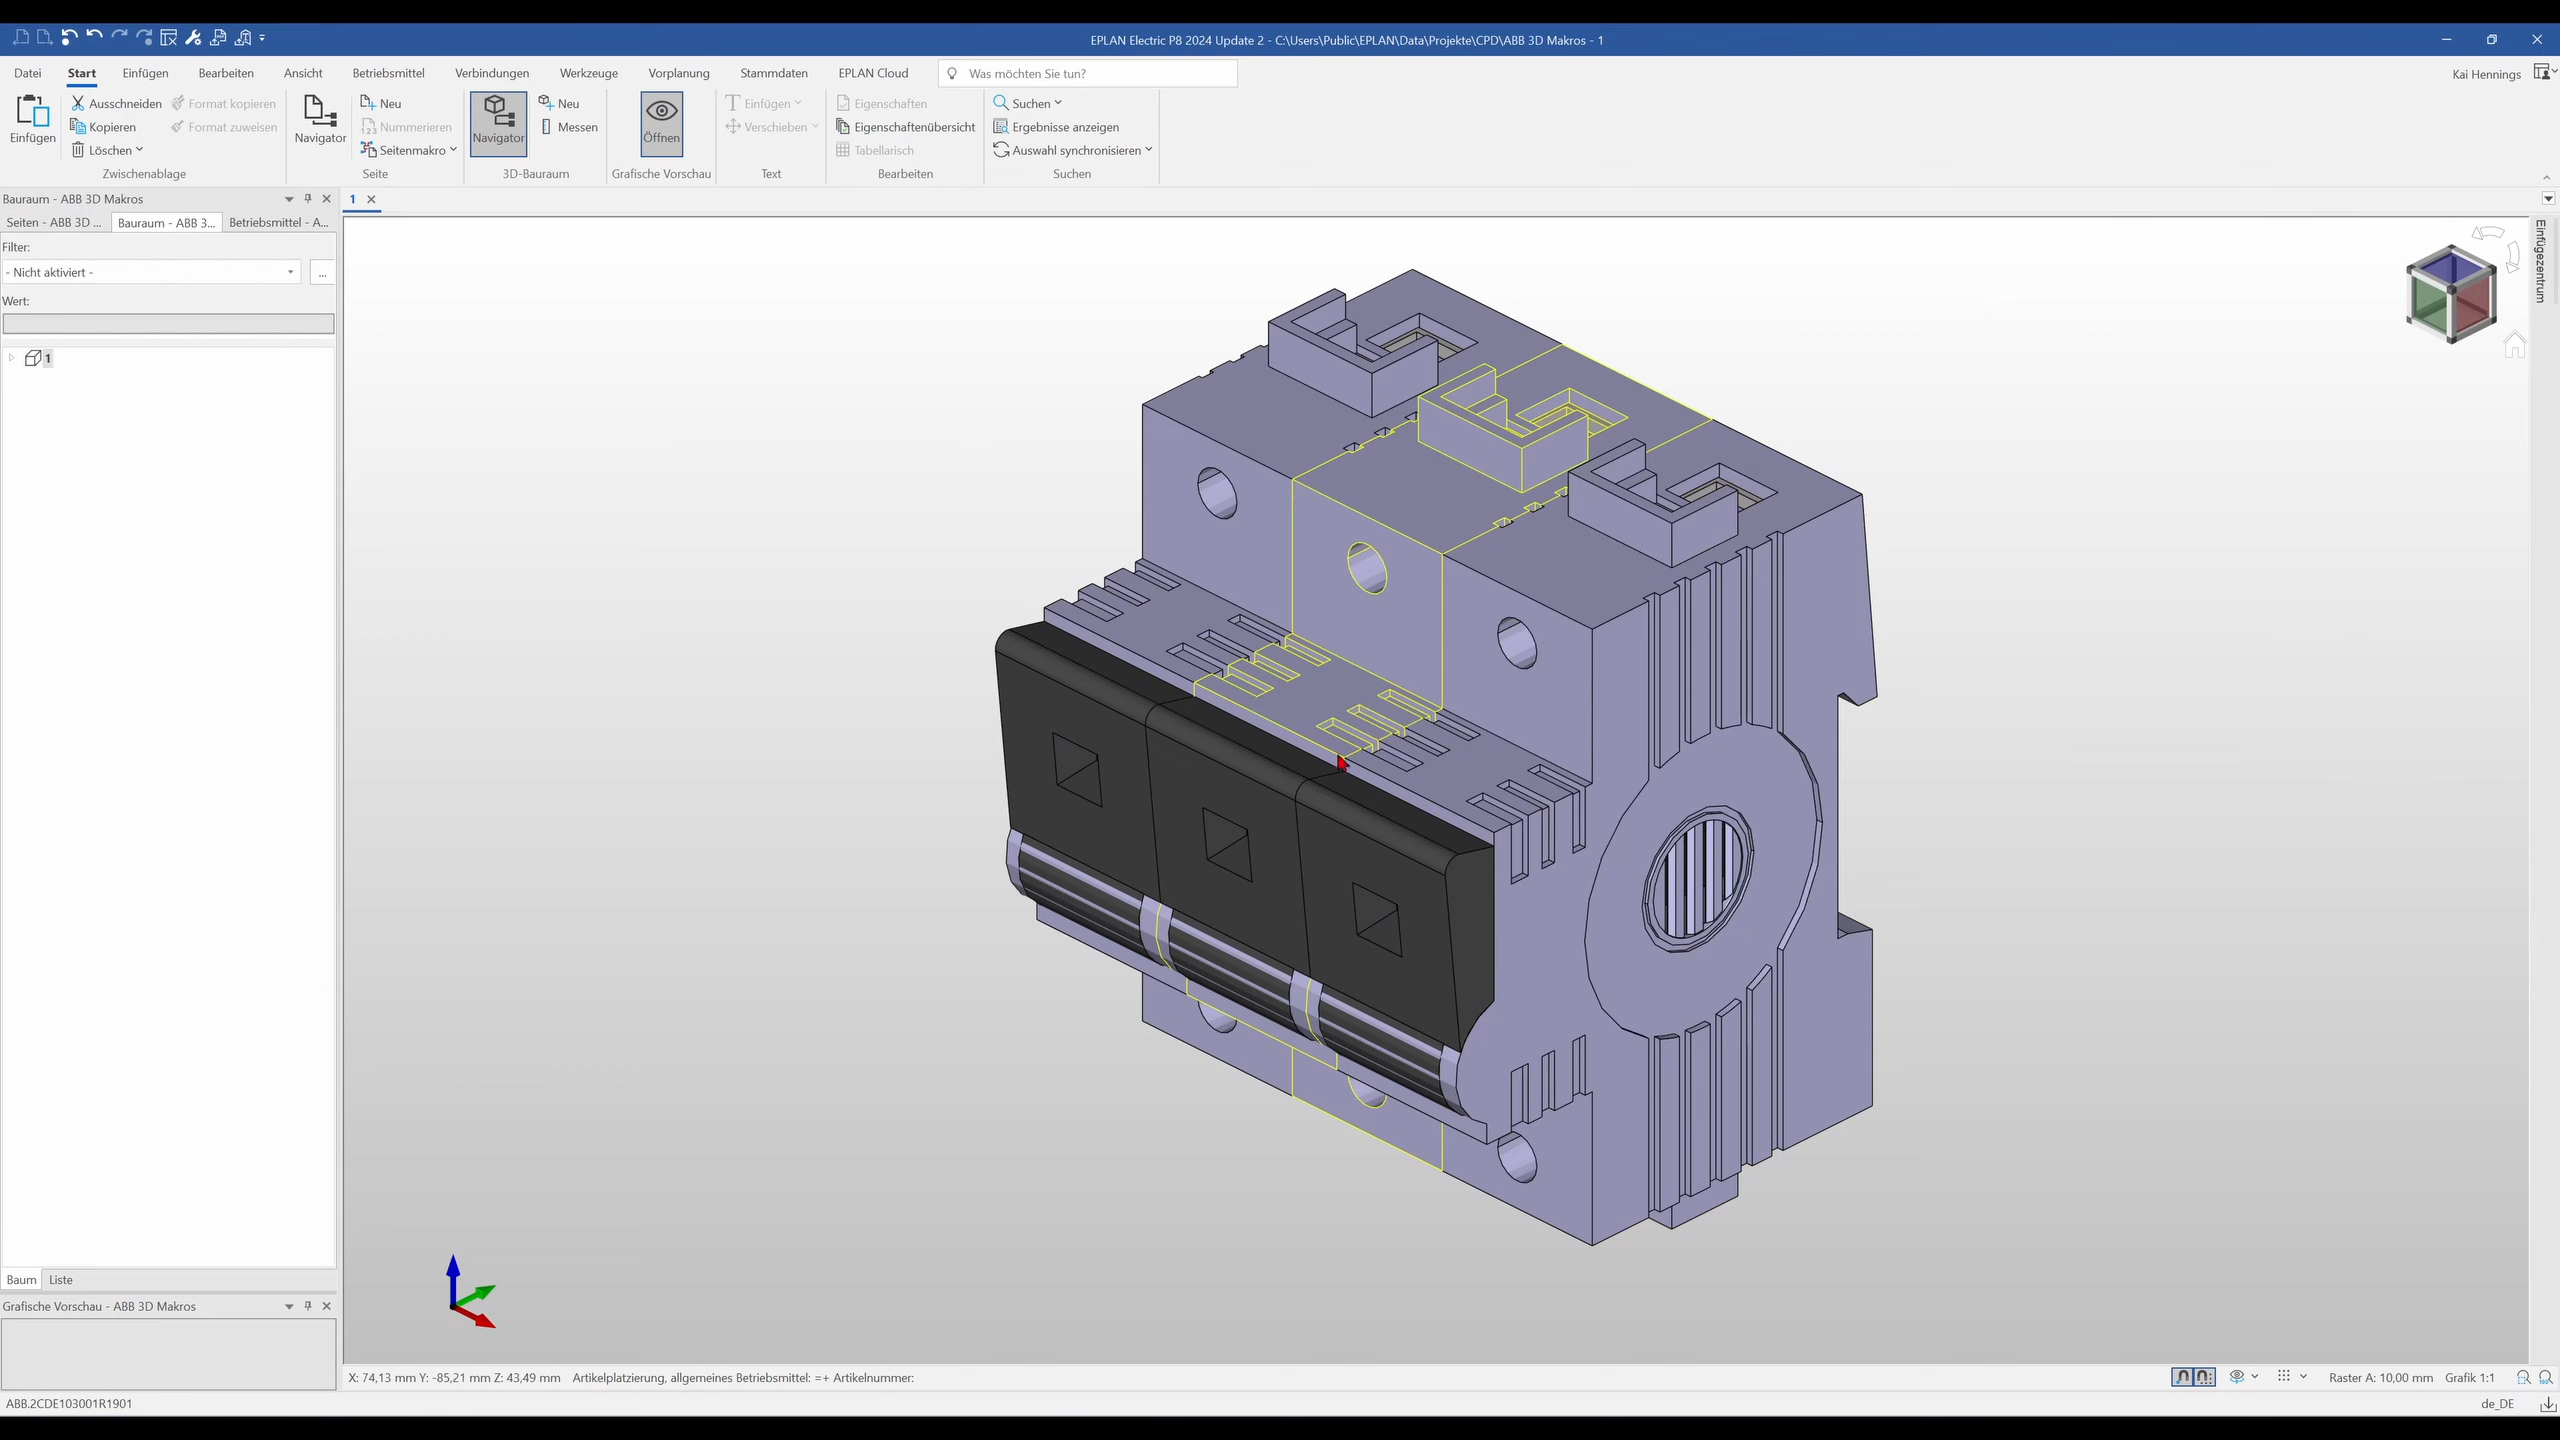 EPLAN Electric P8 2024 Update 2 - C:\Users\Public\EPLAN\Data\Projekte\CPD\ABB 3D Makros - 1
Datei Start Einfügen Bearbeiten Ansicht Betriebsmittel Verbindungen Werkzeuge Vorplanung Stammdaten EPLAN Cloud Was möchten Sie tun? Kai Hennings
Einfügen
Ausschneiden
Kopieren
Löschen
Format kopieren
Format zuweisen
Zwischenablage
Navigator
Neu
123 Nummerieren
Seitenmakro
Seite
Navigator
Neu
Messen
3D-Bauraum
Öffnen
Grafische Vorschau
Einfügen
Verschieben
Text
Eigenschaften
Eigenschaftenübersicht
Tabellarisch
Bearbeiten
Suchen
Ergebnisse anzeigen
Auswahl synchronisieren
Suchen
Bauraum - ABB 3D Makros
Seiten - ABB 3D ... Bauraum - ABB 3... Betriebsmittel - A...
Filter:
- Nicht aktiviert - ...
Wert:
1
1
Einfügezentrum
Baum Liste
Grafische Vorschau - ABB 3D Makros
X: 74,13 mm Y: -85,21 mm Z: 43,49 mm Artikelplatzierung, allgemeines Betriebsmittel: =+ Artikelnummer:
Raster A: 10,00 mm Grafik 1:1
ABB.2CDE103001R1901
de_DE